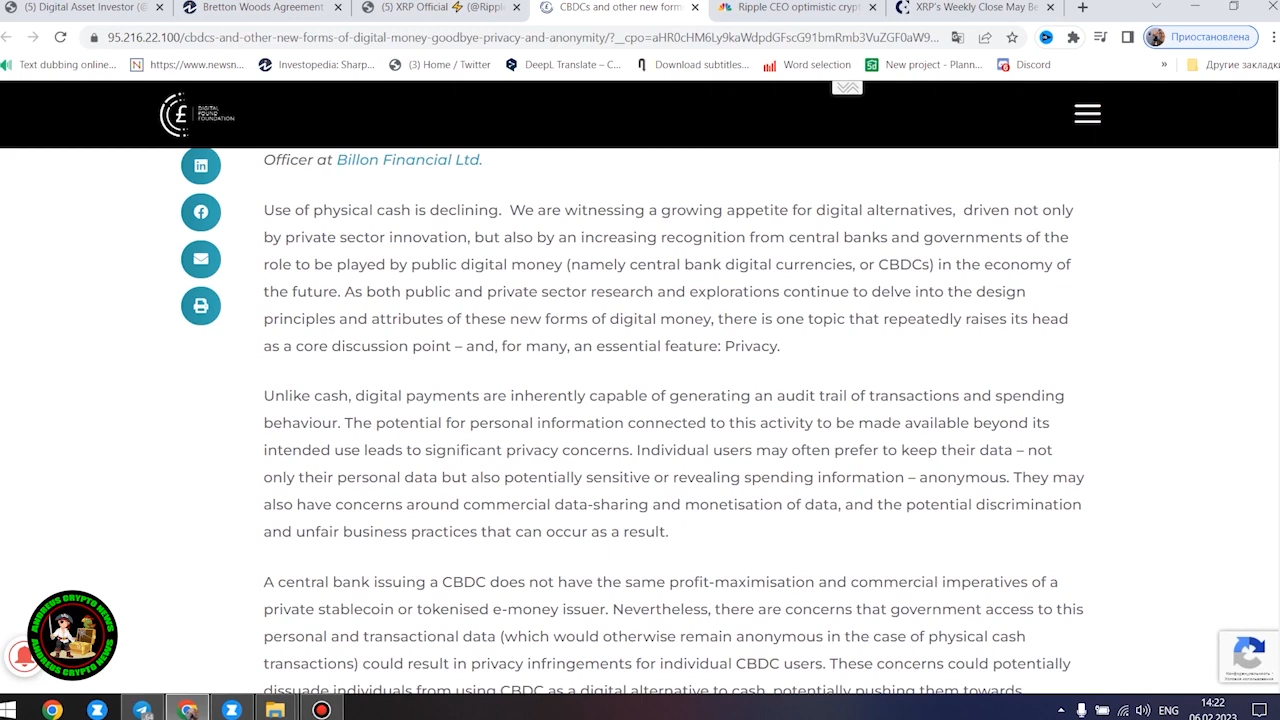 (5) Digital Asset Investor (@
Bretton Woods Agreement
(5) XRP Official ⚡ (@Rippl
CBDCs and other new form
Ripple CEO optimistic crypt
XRP's Weekly Close May Be
95.216.22.100/cbdcs-and-other-new-forms-of-digital-money-goodbye-privacy-and-anonymity/?__cpo=aHR0cHM6Ly9kaWdpdGFscG91bmRmb3VuZGF0aW9...
Приостановлена
Text dubbing online...
https://www.newsn...
Investopedia: Sharp...
(3) Home / Twitter
DeepL Translate – C...
Download subtitles...
Word selection
New project - Plann...
Discord
»
Другие закладки
DIGITAL
POUND
FOUNDATION
Officer at Billon Financial Ltd.
Use of physical cash is declining.  We are witnessing a growing appetite for digital alternatives,  driven not only
by private sector innovation, but also by an increasing recognition from central banks and governments of the
role to be played by public digital money (namely central bank digital currencies, or CBDCs) in the economy of
the future. As both public and private sector research and explorations continue to delve into the design
principles and attributes of these new forms of digital money, there is one topic that repeatedly raises its head
as a core discussion point – and, for many, an essential feature: Privacy.
Unlike cash, digital payments are inherently capable of generating an audit trail of transactions and spending
behaviour. The potential for personal information connected to this activity to be made available beyond its
intended use leads to significant privacy concerns. Individual users may often prefer to keep their data – not
only their personal data but also potentially sensitive or revealing spending information – anonymous. They may
also have concerns around commercial data-sharing and monetisation of data, and the potential discrimination
and unfair business practices that can occur as a result.
A central bank issuing a CBDC does not have the same profit-maximisation and commercial imperatives of a
private stablecoin or tokenised e-money issuer. Nevertheless, there are concerns that government access to this
personal and transactional data (which would otherwise remain anonymous in the case of physical cash
transactions) could result in privacy infringements for individual CBDC users. These concerns could potentially
ANDREUS CRYPTO NEWS
ANDREUS CRYPTO NEWS
Конфиденциальность -
Условия использования
ENG
14:22
06.02.2023